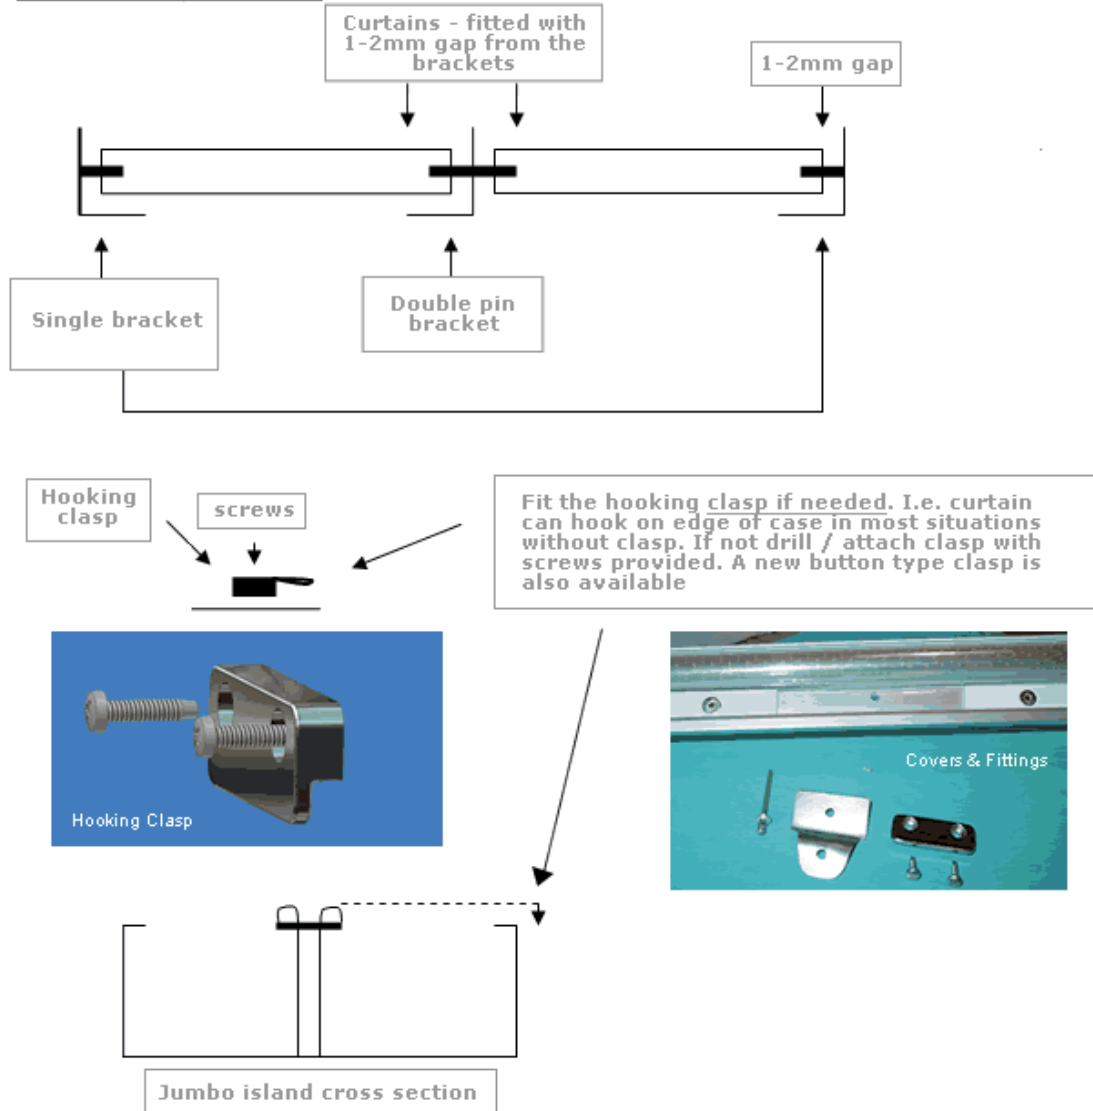 Curtains - fitted with
1-2mm gap from the
brackets
1-2mm gap
Single bracket
Double pin
bracket
Hooking
clasp
screws
Fit the hooking clasp if needed. I.e. curtain
can hook on edge of case in most situations
without clasp. If not drill / attach clasp with
screws provided. A new button type clasp is
also available
Hooking Clasp
Covers & Fittings
Jumbo island cross section